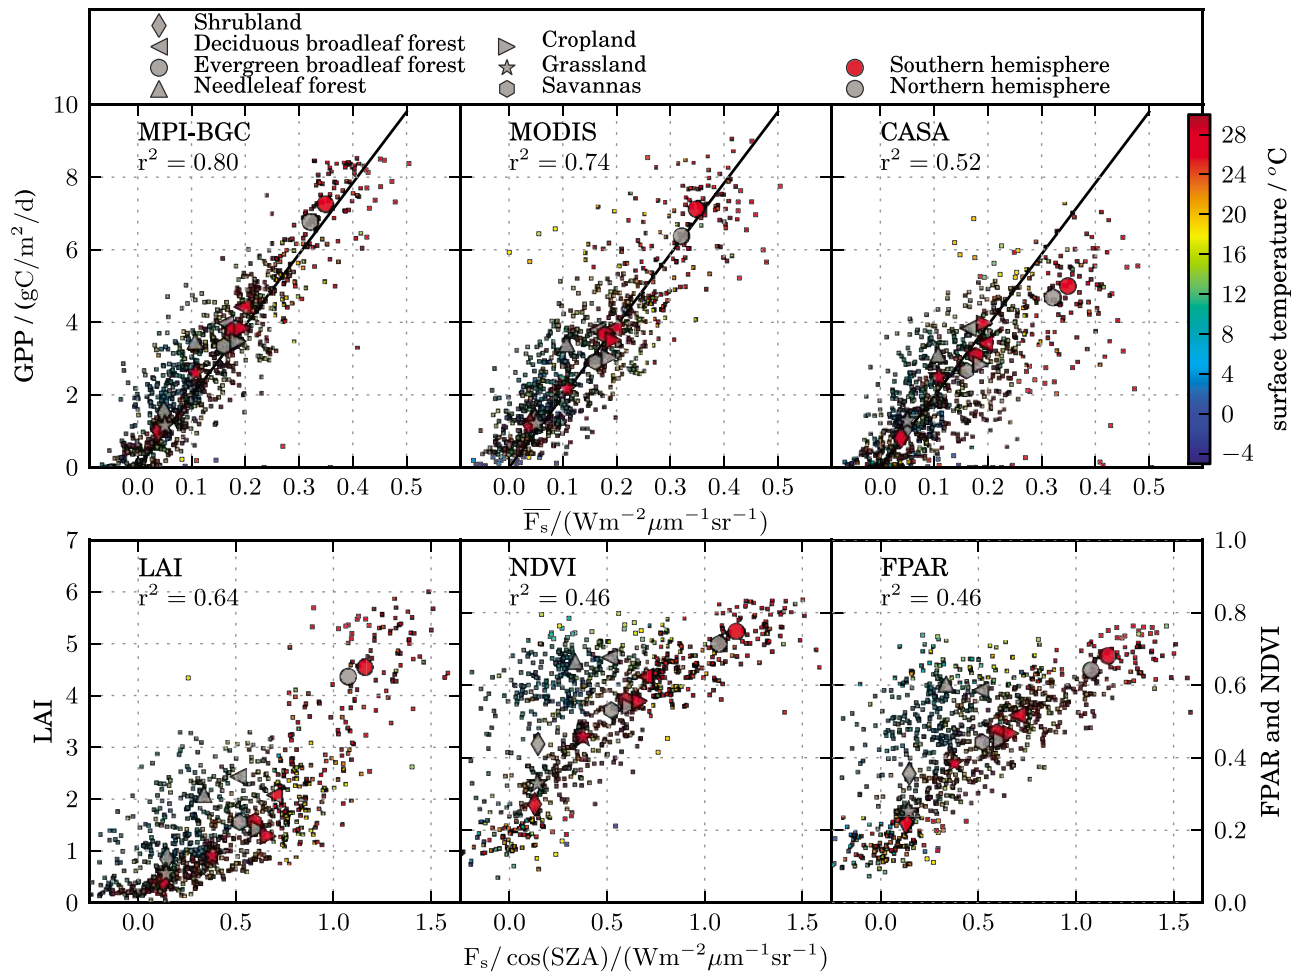 Shrubland
Deciduous broadleaf forest
Evergreen broadleaf forest
Needleleaf forest
Cropland
Grassland
Savannas
Southern hemisphere
Northern hemisphere
MPI-BGC
r² = 0.80
MODIS
r² = 0.74
CASA
r² = 0.52
10
8
6
4
2
0
GPP / (gC/m²/d)
0.0 0.1 0.2 0.3 0.4 0.5
0.0 0.1 0.2 0.3 0.4 0.5
0.0 0.1 0.2 0.3 0.4 0.5
F̅s/(Wm⁻²μm⁻¹sr⁻¹)
28
24
20
16
12
8
4
0
−4
surface temperature / °C
LAI
r² = 0.64
NDVI
r² = 0.46
FPAR
r² = 0.46
7
6
5
4
3
2
1
0
LAI
1.0
0.8
0.6
0.4
0.2
0.0
FPAR and NDVI
0.0 0.5 1.0 1.5
0.0 0.5 1.0 1.5
0.0 0.5 1.0 1.5
Fs/ cos(SZA)/(Wm⁻²μm⁻¹sr⁻¹)